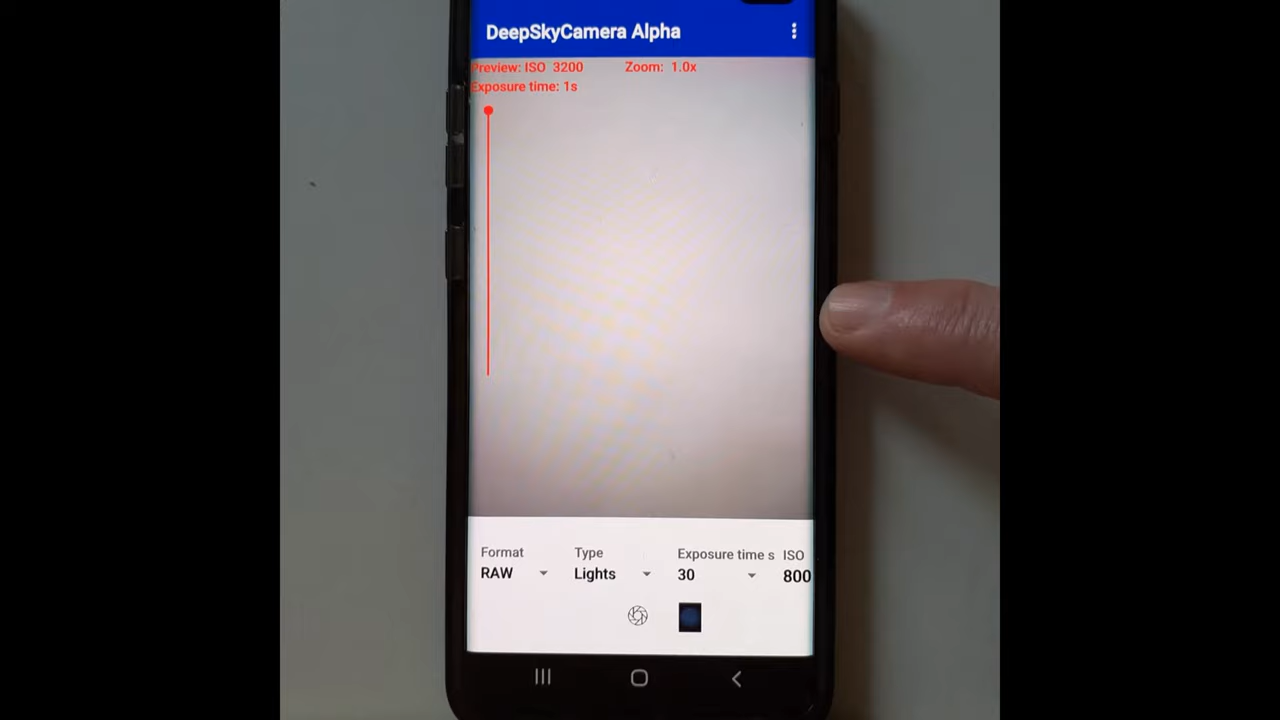 DeepSkyCamera Alpha
Preview: ISO 3200 Zoom: 1.0x
Exposure time: 1s
Format Type Exposure time s ISO
RAW Lights 30 800